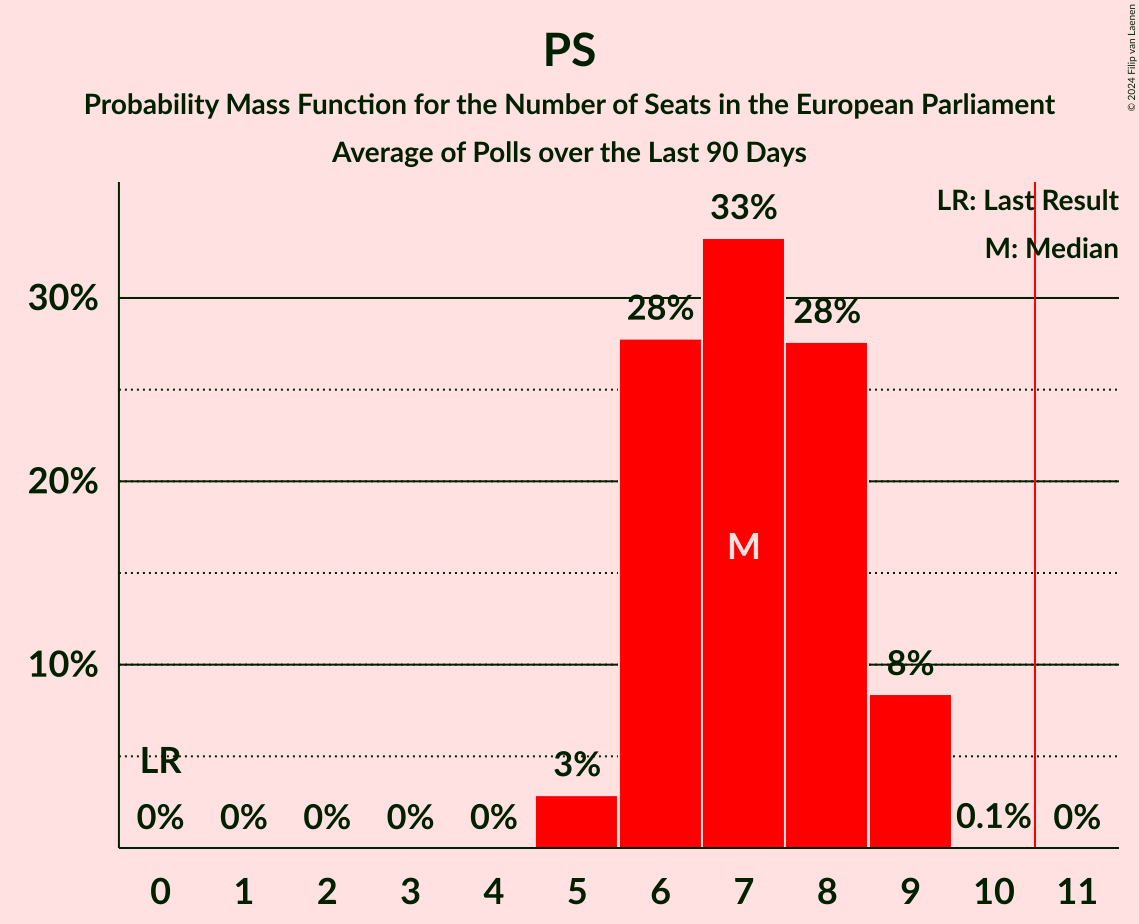 PS
Probability Mass Function for the Number of Seats in the European Parliament
Average of Polls over the Last 90 Days
© 2024 Filip van Laenen
LR: Last Result
M: Median
33%
30%
28%
28%
20%
M
10%
8%
LR
3%
0%
0%
0%
0%
0%
0.1%
0%
0 1 2 3 4 5 6 7 8 9 10 11